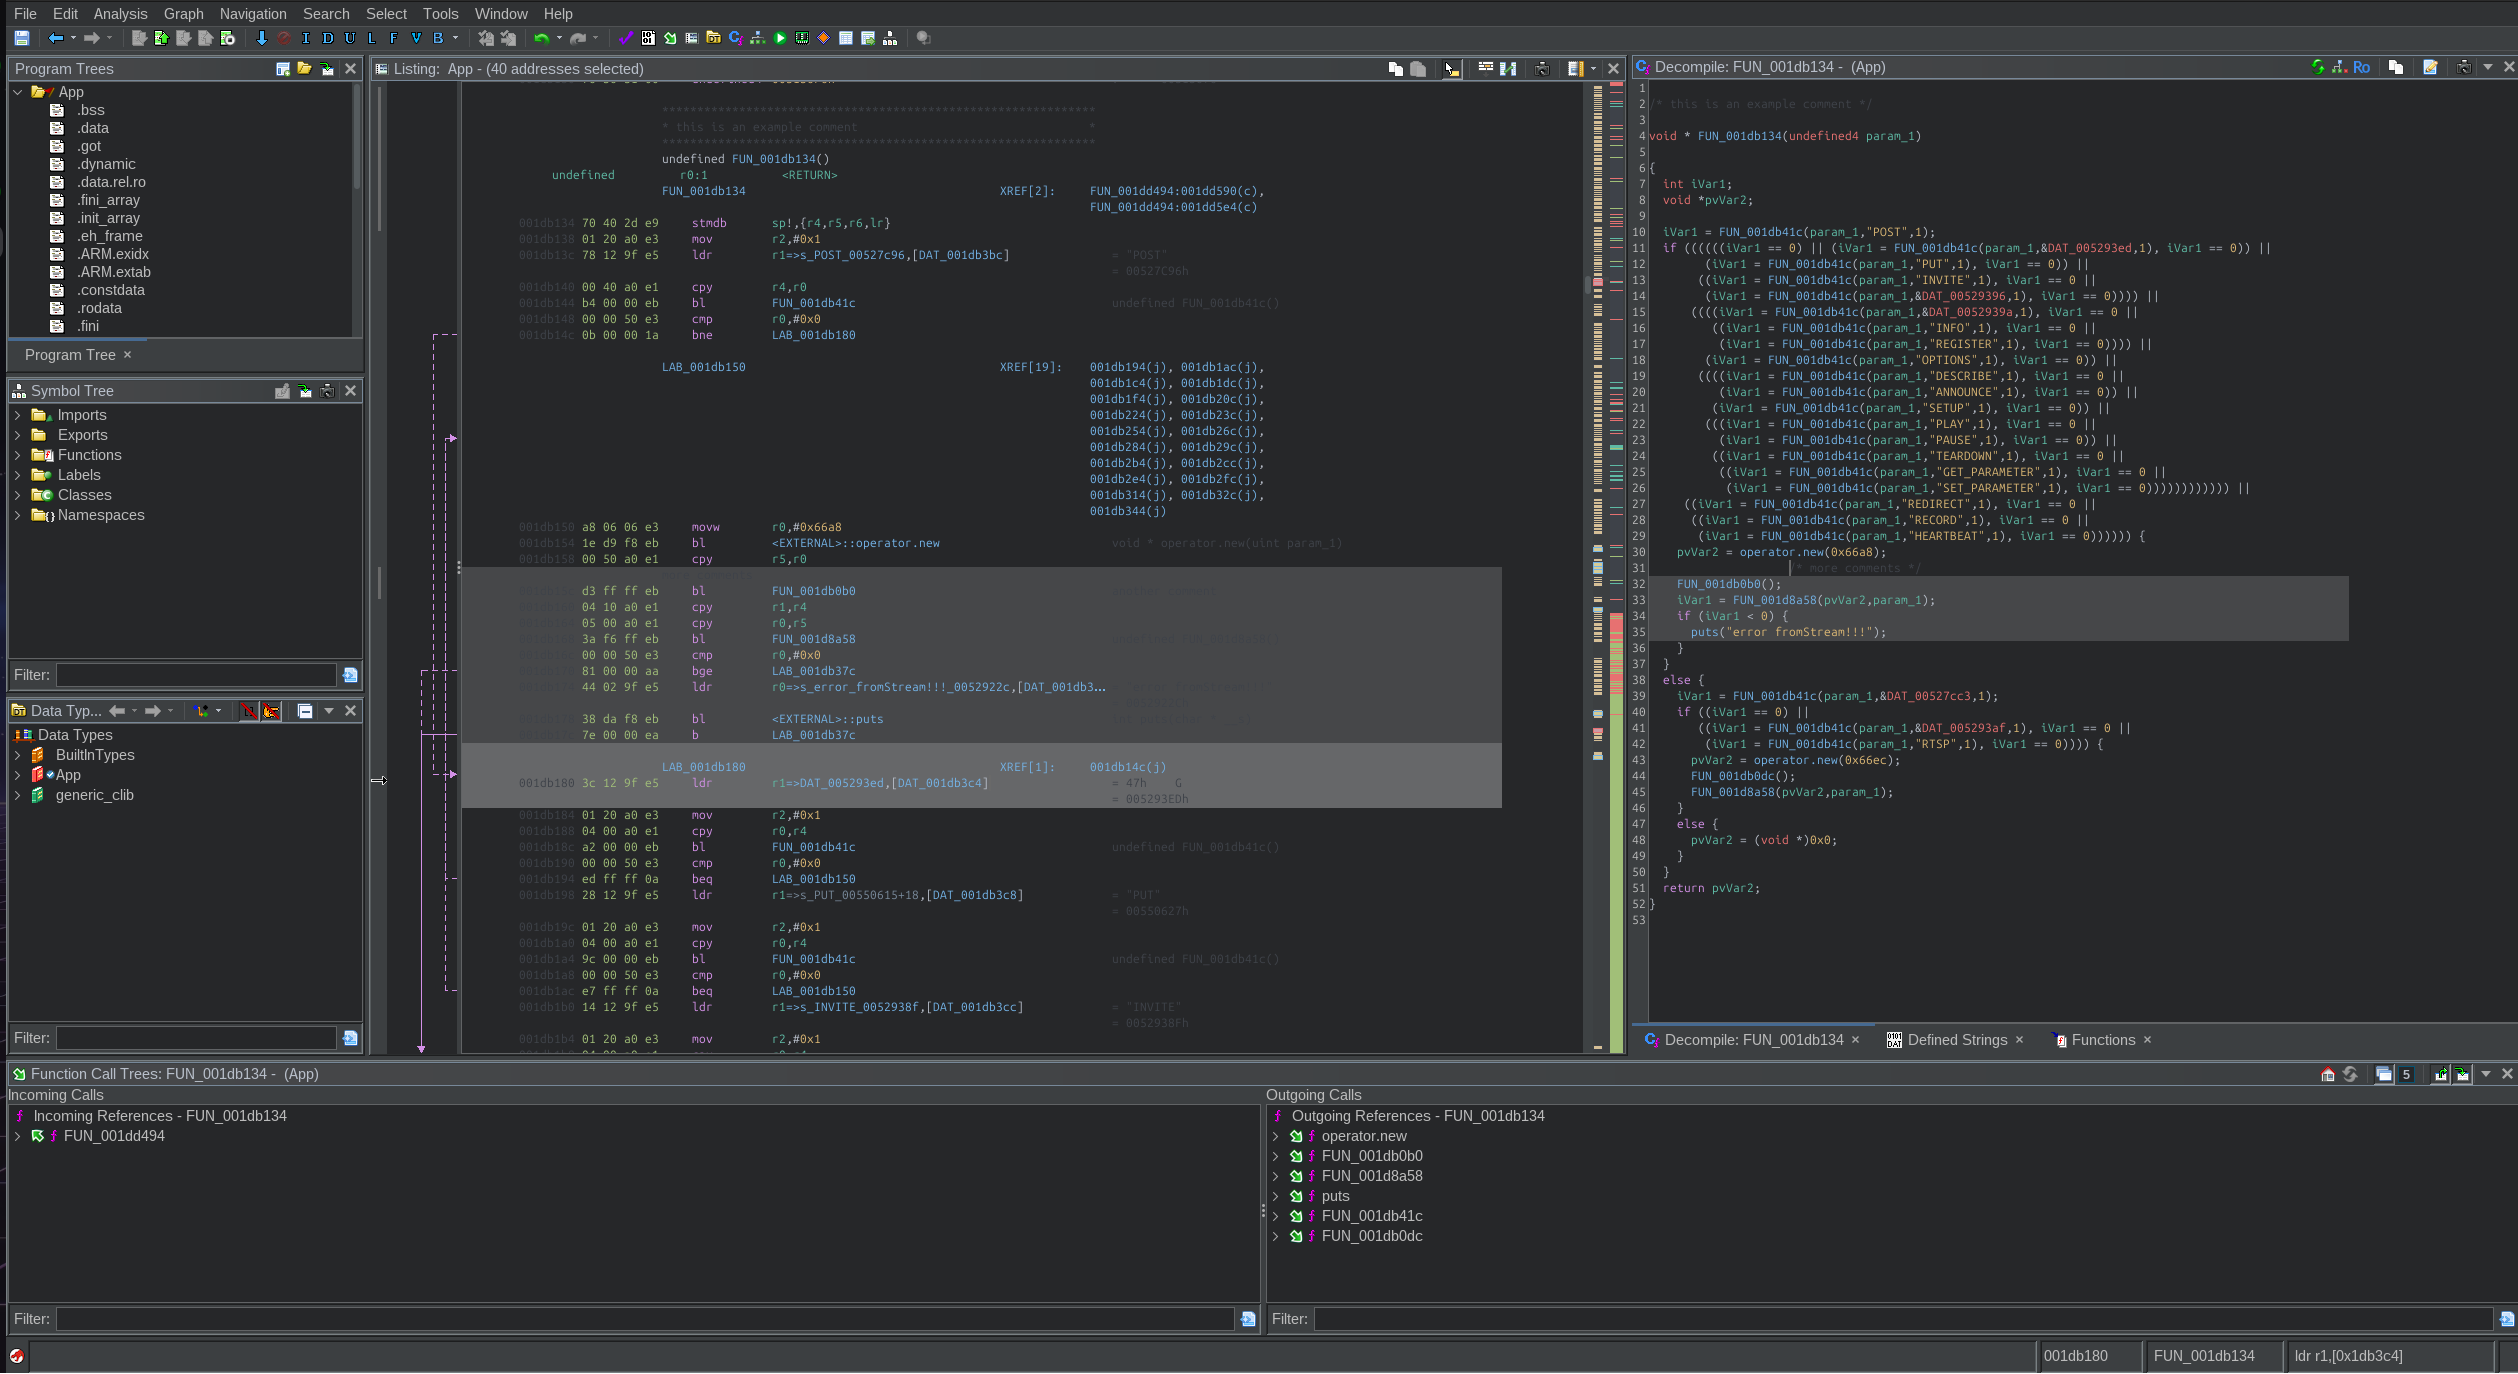 File Edit Analysis Graph Navigation Search Select Tools Window Help
I D U L F V B
Program Trees
App
.bss
.data
.got
.dynamic
.data.rel.ro
.fini_array
.init_array
.eh_frame
.ARM.exidx
.ARM.extab
.constdata
.rodata
.fini
Program Tree ×
Symbol Tree
Imports
Exports
Functions
Labels
Classes
Namespaces
Filter:
Data Typ...
Data Types
BuiltInTypes
App
generic_clib
Filter:
Listing: App - (40 addresses selected)
* this is an example comment *
undefined FUN_001db134()
undefined r0:1 <RETURN>
FUN_001db134 XREF[2]: FUN_001dd494:001dd590(c),
FUN_001dd494:001dd5e4(c)
001db134 70 40 2d e9 stmdb sp!,{r4,r5,r6,lr}
001db138 01 20 a0 e3 mov r2,#0x1
001db13c 78 12 9f e5 ldr r1=>s_POST_00527c96,[DAT_001db3bc] = "POST"
= 00527C96h
001db140 00 40 a0 e1 cpy r4,r0
001db144 b4 00 00 eb bl FUN_001db41c undefined FUN_001db41c()
001db148 00 00 50 e3 cmp r0,#0x0
001db14c 0b 00 00 1a bne LAB_001db180
LAB_001db150 XREF[19]: 001db194(j), 001db1ac(j),
001db1c4(j), 001db1dc(j),
001db1f4(j), 001db20c(j),
001db224(j), 001db23c(j),
001db254(j), 001db26c(j),
001db284(j), 001db29c(j),
001db2b4(j), 001db2cc(j),
001db2e4(j), 001db2fc(j),
001db314(j), 001db32c(j),
001db344(j)
001db150 a8 06 06 e3 movw r0,#0x66a8
001db154 1e d9 f8 eb bl <EXTERNAL>::operator.new void * operator.new(uint param_1)
001db158 00 50 a0 e1 cpy r5,r0
d3 ff ff eb bl FUN_001db0b0
04 10 a0 e1 cpy r1,r4
05 00 a0 e1 cpy r0,r5
3a f6 ff eb bl FUN_001d8a58
00 00 50 e3 cmp r0,#0x0
81 00 00 aa bge LAB_001db37c
44 02 9f e5 ldr r0=>s_error_fromStream!!!_0052922c,[DAT_001db3...
38 da f8 eb bl <EXTERNAL>::puts
7e 00 00 ea b LAB_001db37c
LAB_001db180 XREF[1]: 001db14c(j)
001db180 3c 12 9f e5 ldr r1=>DAT_005293ed,[DAT_001db3c4] = 47h G
= 005293EDh
001db184 01 20 a0 e3 mov r2,#0x1
001db188 04 00 a0 e1 cpy r0,r4
001db18c a2 00 00 eb bl FUN_001db41c undefined FUN_001db41c()
001db190 00 00 50 e3 cmp r0,#0x0
001db194 ed ff ff 0a beq LAB_001db150
001db198 28 12 9f e5 ldr r1=>s_PUT_00550615+18,[DAT_001db3c8] = "PUT"
= 00550627h
001db19c 01 20 a0 e3 mov r2,#0x1
001db1a0 04 00 a0 e1 cpy r0,r4
001db1a4 9c 00 00 eb bl FUN_001db41c undefined FUN_001db41c()
001db1a8 00 00 50 e3 cmp r0,#0x0
001db1ac e7 ff ff 0a beq LAB_001db150
001db1b0 14 12 9f e5 ldr r1=>s_INVITE_0052938f,[DAT_001db3cc] = "INVITE"
= 0052938Fh
001db1b4 01 20 a0 e3 mov r2,#0x1
Decompile: FUN_001db134 - (App)
Ro
1
2 /* this is an example comment */
3
4 void * FUN_001db134(undefined4 param_1)
5
6 {
7 int iVar1;
8 void *pvVar2;
9
10 iVar1 = FUN_001db41c(param_1,"POST",1);
11 if ((((((iVar1 == 0) || (iVar1 = FUN_001db41c(param_1,&DAT_005293ed,1), iVar1 == 0)) ||
12 (iVar1 = FUN_001db41c(param_1,"PUT",1), iVar1 == 0)) ||
13 ((iVar1 = FUN_001db41c(param_1,"INVITE",1), iVar1 == 0 ||
14 (iVar1 = FUN_001db41c(param_1,&DAT_00529396,1), iVar1 == 0)))) ||
15 ((((iVar1 = FUN_001db41c(param_1,&DAT_0052939a,1), iVar1 == 0 ||
16 ((iVar1 = FUN_001db41c(param_1,"INFO",1), iVar1 == 0 ||
17 (iVar1 = FUN_001db41c(param_1,"REGISTER",1), iVar1 == 0)))) ||
18 (iVar1 = FUN_001db41c(param_1,"OPTIONS",1), iVar1 == 0)) ||
19 ((((iVar1 = FUN_001db41c(param_1,"DESCRIBE",1), iVar1 == 0 ||
20 (iVar1 = FUN_001db41c(param_1,"ANNOUNCE",1), iVar1 == 0)) ||
21 (iVar1 = FUN_001db41c(param_1,"SETUP",1), iVar1 == 0)) ||
22 (((iVar1 = FUN_001db41c(param_1,"PLAY",1), iVar1 == 0 ||
23 (iVar1 = FUN_001db41c(param_1,"PAUSE",1), iVar1 == 0)) ||
24 ((iVar1 = FUN_001db41c(param_1,"TEARDOWN",1), iVar1 == 0 ||
25 ((iVar1 = FUN_001db41c(param_1,"GET_PARAMETER",1), iVar1 == 0 ||
26 (iVar1 = FUN_001db41c(param_1,"SET_PARAMETER",1), iVar1 == 0)))))))))))) ||
27 ((iVar1 = FUN_001db41c(param_1,"REDIRECT",1), iVar1 == 0 ||
28 ((iVar1 = FUN_001db41c(param_1,"RECORD",1), iVar1 == 0 ||
29 (iVar1 = FUN_001db41c(param_1,"HEARTBEAT",1), iVar1 == 0)))))) {
30 pvVar2 = operator.new(0x66a8);
31 /* more comments */
32 FUN_001db0b0();
33 iVar1 = FUN_001d8a58(pvVar2,param_1);
34 if (iVar1 < 0) {
35 puts("error fromStream!!!");
36 }
37 }
38 else {
39 iVar1 = FUN_001db41c(param_1,&DAT_00527cc3,1);
40 if ((iVar1 == 0) ||
41 ((iVar1 = FUN_001db41c(param_1,&DAT_005293af,1), iVar1 == 0 ||
42 (iVar1 = FUN_001db41c(param_1,"RTSP",1), iVar1 == 0)))) {
43 pvVar2 = operator.new(0x66ec);
44 FUN_001db0dc();
45 FUN_001d8a58(pvVar2,param_1);
46 }
47 else {
48 pvVar2 = (void *)0x0;
49 }
50 }
51 return pvVar2;
52 }
53
Decompile: FUN_001db134 × Defined Strings × Functions ×
Function Call Trees: FUN_001db134 - (App)
5
Incoming Calls
Incoming References - FUN_001db134
FUN_001dd494
Filter:
Outgoing Calls
Outgoing References - FUN_001db134
operator.new
FUN_001db0b0
FUN_001d8a58
puts
FUN_001db41c
FUN_001db0dc
Filter:
001db180 FUN_001db134 ldr r1,[0x1db3c4]